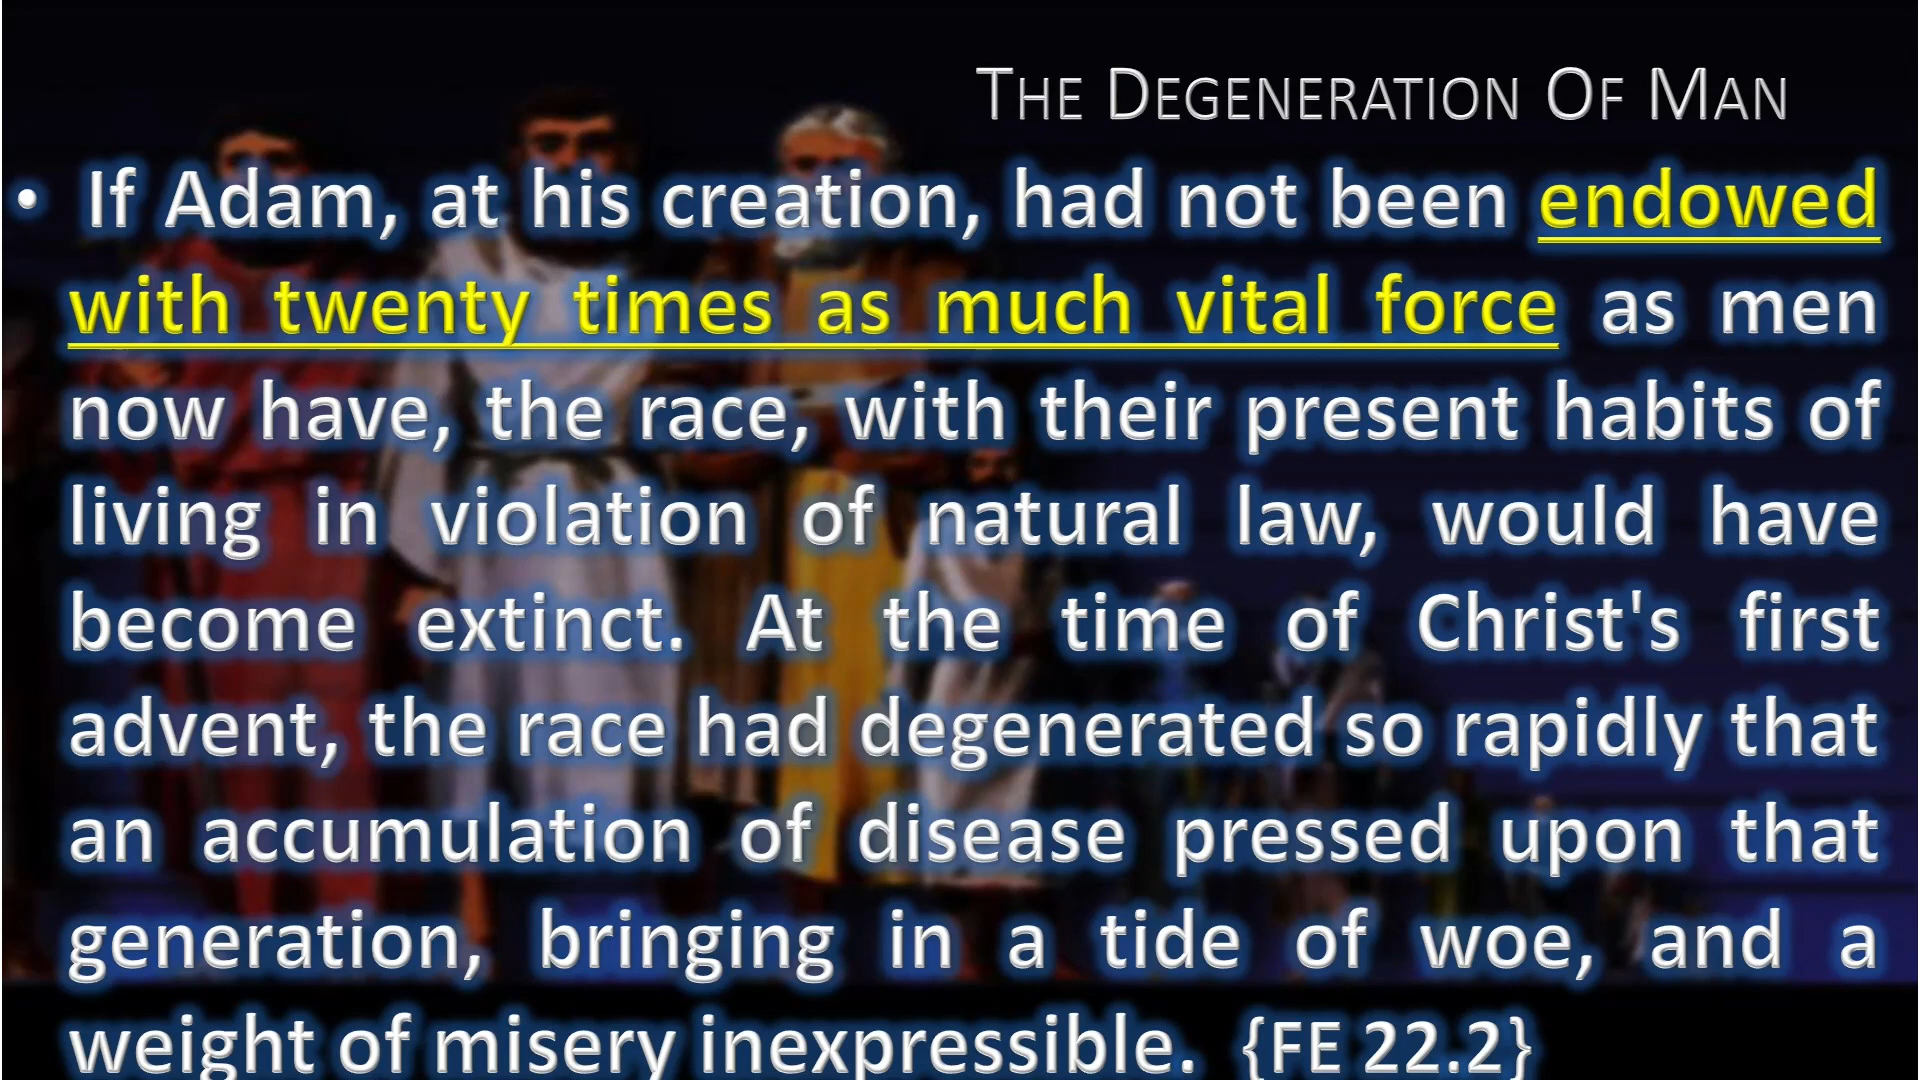 The Degeneration Of Man
• If Adam, at his creation, had not been endowed
with twenty times as much vital force as men
now have, the race, with their present habits of
living in violation of natural law, would have
become extinct. At the time of Christ's first
advent, the race had degenerated so rapidly that
an accumulation of disease pressed upon that
generation, bringing in a tide of woe, and a
weight of misery inexpressible. {FE 22.2}